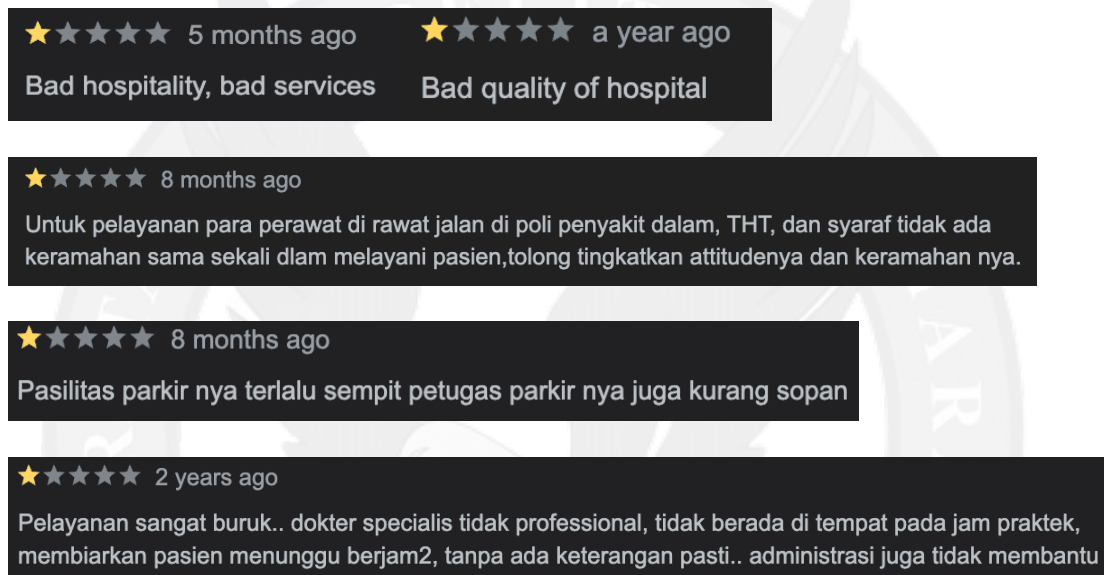 5 months ago
Bad hospitality, bad services
a year ago
Bad quality of hospital
8 months ago
Untuk pelayanan para perawat di rawat jalan di poli penyakit dalam, THT, dan syaraf tidak ada
keramahan sama sekali dlam melayani pasien,tolong tingkatkan attitudenya dan keramahan nya.
8 months ago
Pasilitas parkir nya terlalu sempit petugas parkir nya juga kurang sopan
2 years ago
Pelayanan sangat buruk.. dokter specialis tidak professional, tidak berada di tempat pada jam praktek,
membiarkan pasien menunggu berjam2, tanpa ada keterangan pasti.. administrasi juga tidak membantu